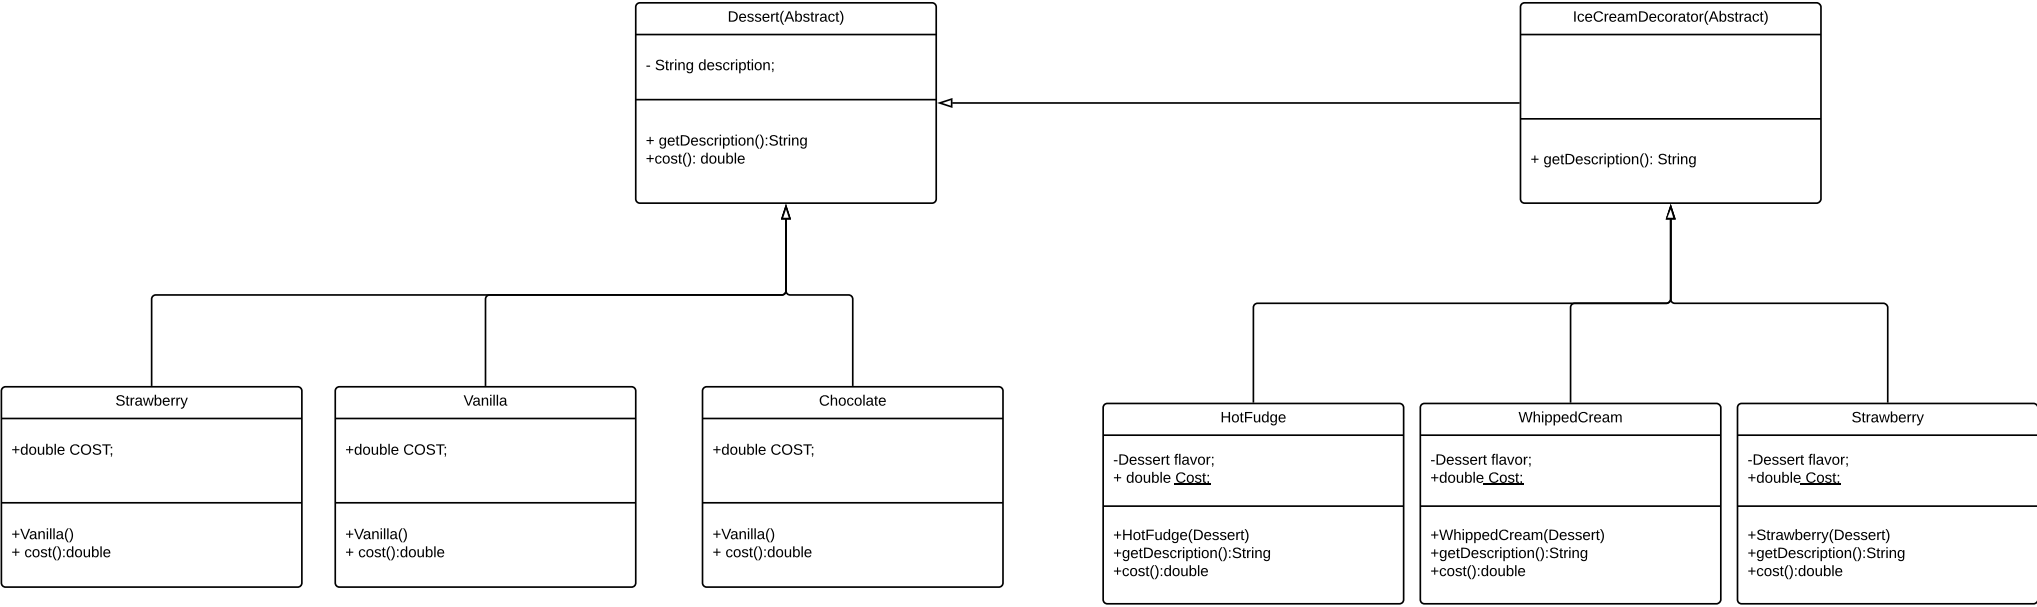 Dessert(Abstract)
- String description;
+ getDescription():String
+cost(): double
IceCreamDecorator(Abstract)
+ getDescription(): String
Strawberry
+double COST;
+Vanilla()
+ cost():double
Vanilla
+double COST;
+Vanilla()
+ cost():double
Chocolate
+double COST;
+Vanilla()
+ cost():double
HotFudge
-Dessert flavor;
+ double Cost;
+HotFudge(Dessert)
+getDescription():String
+cost():double
WhippedCream
-Dessert flavor;
+double Cost;
+WhippedCream(Dessert)
+getDescription():String
+cost():double
Strawberry
-Dessert flavor;
+double Cost;
+Strawberry(Dessert)
+getDescription():String
+cost():double